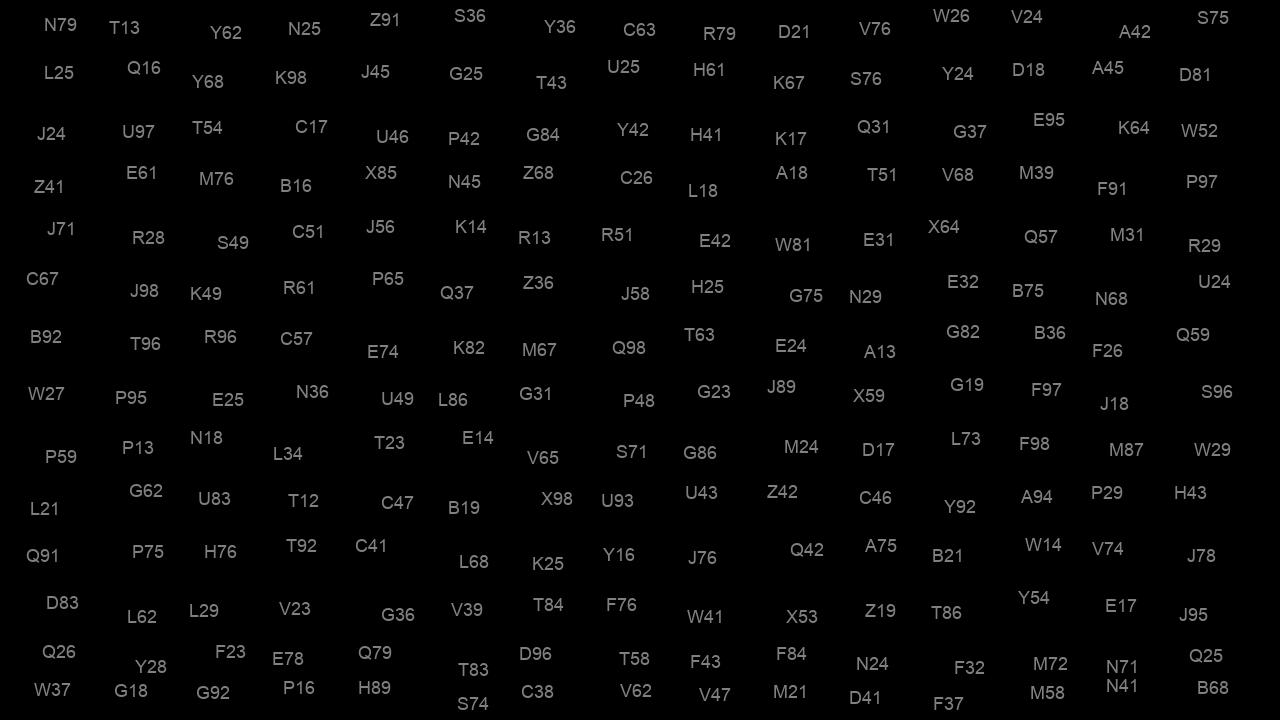 N79 T13 Y62 N25 Z91 S36 Y36 C63 R79 D21 V76 W26 V24 A42 S75
L25 Q16 Y68 K98 J45 G25 T43 U25 H61 K67 S76 Y24 D18 A45 D81
J24 U97 T54 C17 U46 P42 G84 Y42 H41 K17 Q31 G37 E95 K64 W52
Z41 E61 M76 B16 X85 N45 Z68 C26 L18 A18 T51 V68 M39 F91 P97
J71 R28 S49 C51 J56 K14 R13 R51 E42 W81 E31 X64 Q57 M31 R29
C67 J98 K49 R61 P65 Q37 Z36 J58 H25 G75 N29 E32 B75 N68 U24
B92 T96 R96 C57 E74 K82 M67 Q98 T63 E24 A13 G82 B36 F26 Q59
W27 P95 E25 N36 U49 L86 G31 P48 G23 J89 X59 G19 F97 J18 S96
P59 P13 N18 L34 T23 E14 V65 S71 G86 M24 D17 L73 F98 M87 W29
L21 G62 U83 T12 C47 B19 X98 U93 U43 Z42 C46 Y92 A94 P29 H43
Q91 P75 H76 T92 C41 L68 K25 Y16 J76 Q42 A75 B21 W14 V74 J78
D83 L62 L29 V23 G36 V39 T84 F76 W41 X53 Z19 T86 Y54 E17 J95
Q26 Y28 F23 E78 Q79 T83 D96 T58 F43 F84 N24 F32 M72 N71 Q25
W37 G18 G92 P16 H89 S74 C38 V62 V47 M21 D41 F37 M58 N41 B68